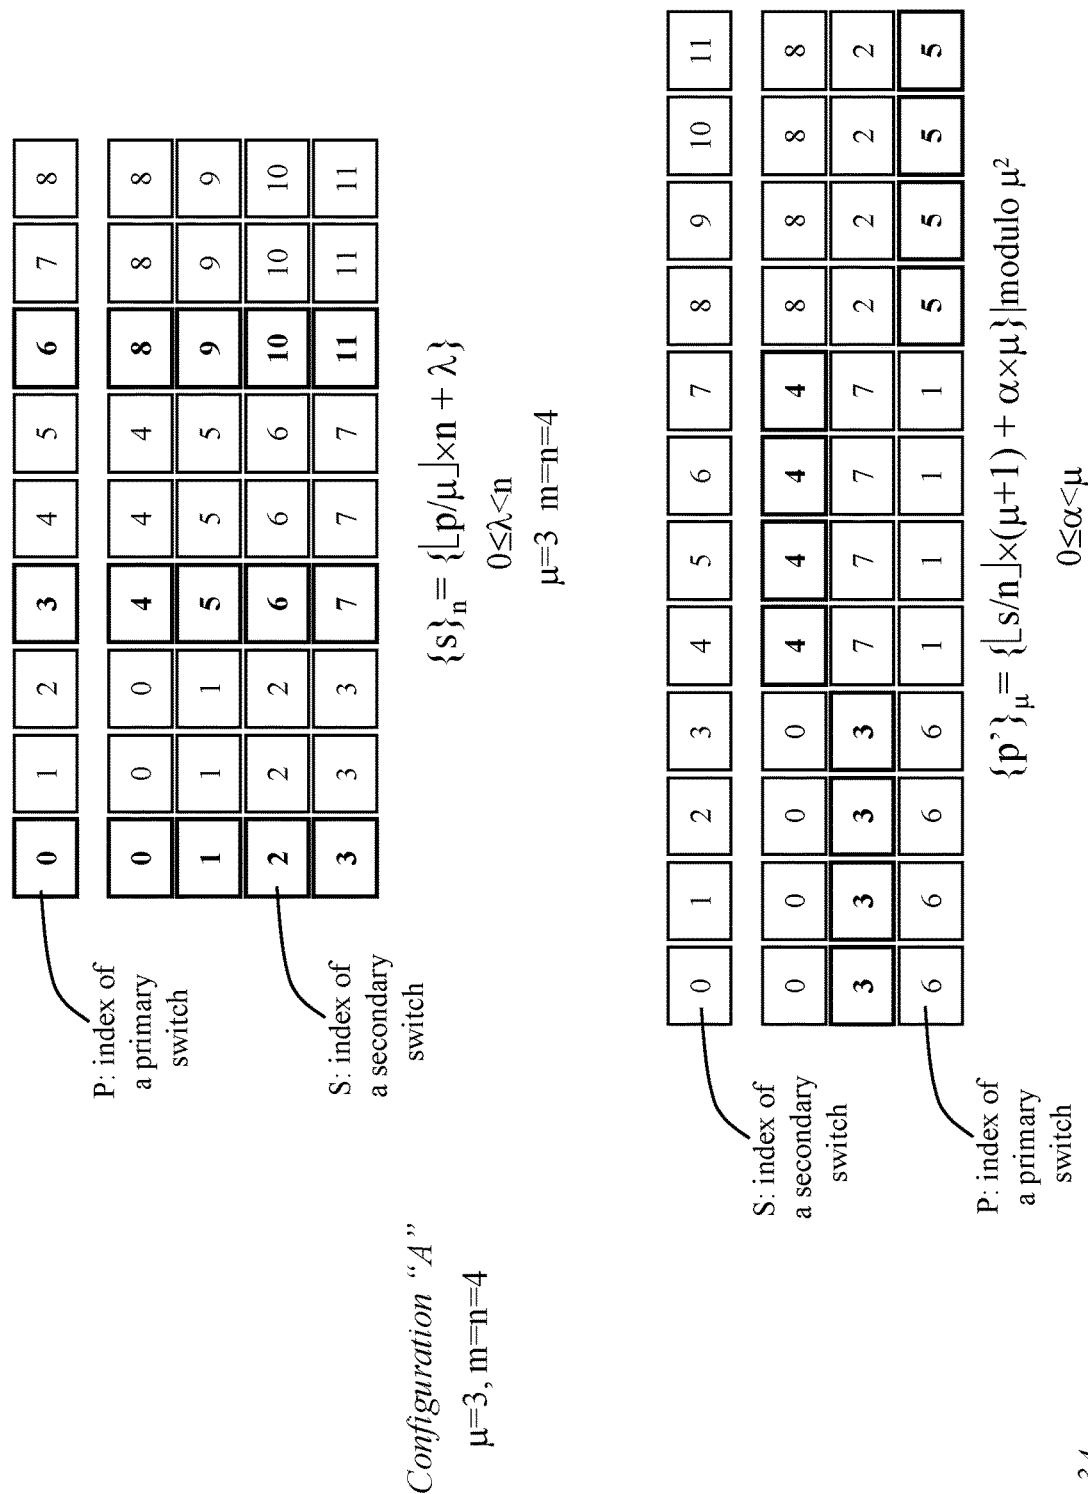 0 1 2 3 4 5 6 7 8
P: index of
a primary
switch
0 0 0 4 4 4 8 8 8
1 1 1 5 5 5 9 9 9
2 2 2 6 6 6 10 10 10
3 3 3 7 7 7 11 11 11
S: index of
a secondary
switch
{s}ₙ = {⌊p/μ⌋×n + λ}
0≤λ<n
μ=3 m=n=4
Configuration “A”
μ=3, m=n=4
0 1 2 3 4 5 6 7 8 9 10 11
S: index of
a secondary
switch
0 0 0 0 4 4 4 4 8 8 8 8
3 3 3 3 7 7 7 7 2 2 2 2
6 6 6 6 1 1 1 1 5 5 5 5
P: index of
a primary
switch
{p’}μ = {⌊s/n⌋×(μ+1) + α×μ}|modulo μ²
0≤α<μ